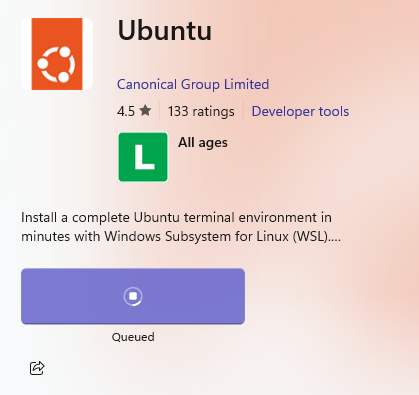 Ubuntu
Canonical Group Limited
4.5 ★ 133 ratings Developer tools
L All ages
Install a complete Ubuntu terminal environment in
minutes with Windows Subsystem for Linux (WSL)....
Queued